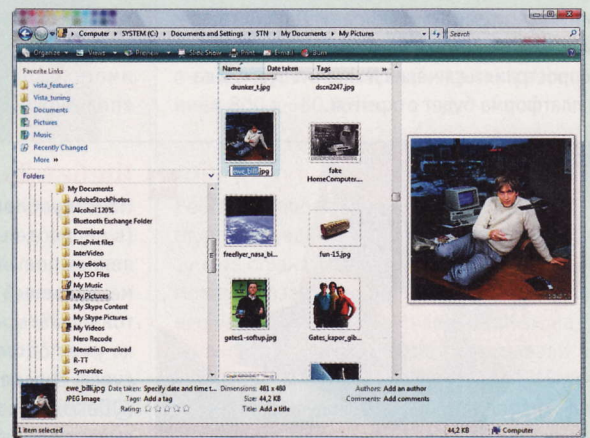 Computer ▸ SYSTEM (C:) ▸ Documents and Settings ▸ STN ▸ My Documents ▸ My Pictures
Search
Organize
Views
Preview
Slide Show
Print
E-mail
Burn
Favorite Links
vista_features
Vista_tuning
Documents
Pictures
Music
Recently Changed
More »
Folders
My Documents
AdobeStockPhotos
Alcohol 120%
Bluetooth Exchange Folder
Download
FinePrint files
InterVideo
My eBooks
My ISO Files
My Music
My Pictures
My Skype Content
My Skype Pictures
My Videos
Nero Recode
Newsbin Download
R-TT
Symantec
Name Date taken Tags »
drunker_t.jpg
dscn2247.jpg
ewe_billi.jpg
fake
HomeComputer...
freeflyer_nasa_bi...
fun-15.jpg
gates1-softup.jpg
Gates_kapor_gib...
ewe_billi.jpg Date taken: Specify date and time t... Dimensions: 481 x 480 Authors: Add an author
JPEG Image Tags: Add a tag Size: 44,2 KB Comments: Add comments
Rating: ☆☆☆☆☆ Title: Add a title
1 item selected 44,2 KB Computer